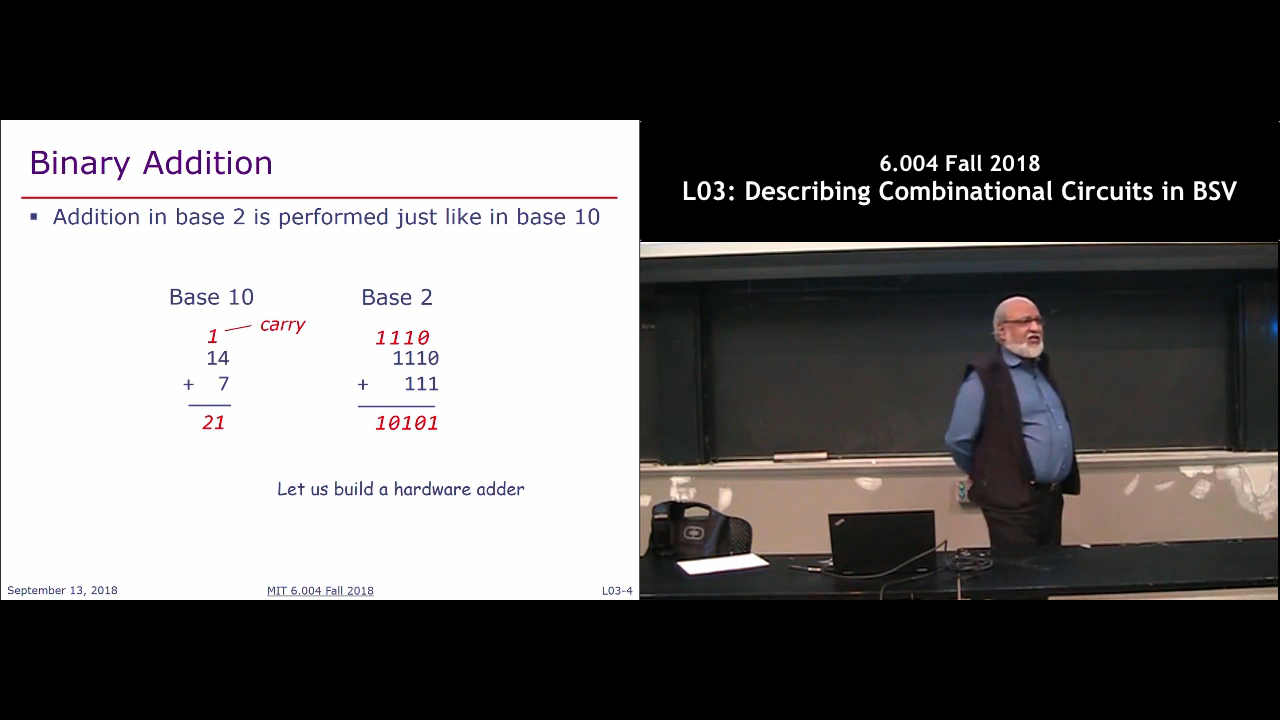 Binary Addition
▪ Addition in base 2 is performed just like in base 10
Base 10 Base 2
1 carry 1110
14 1110
+ 7 + 111
21 10101
Let us build a hardware adder
September 13, 2018 MIT 6.004 Fall 2018 L03-4
6.004 Fall 2018
L03: Describing Combinational Circuits in BSV